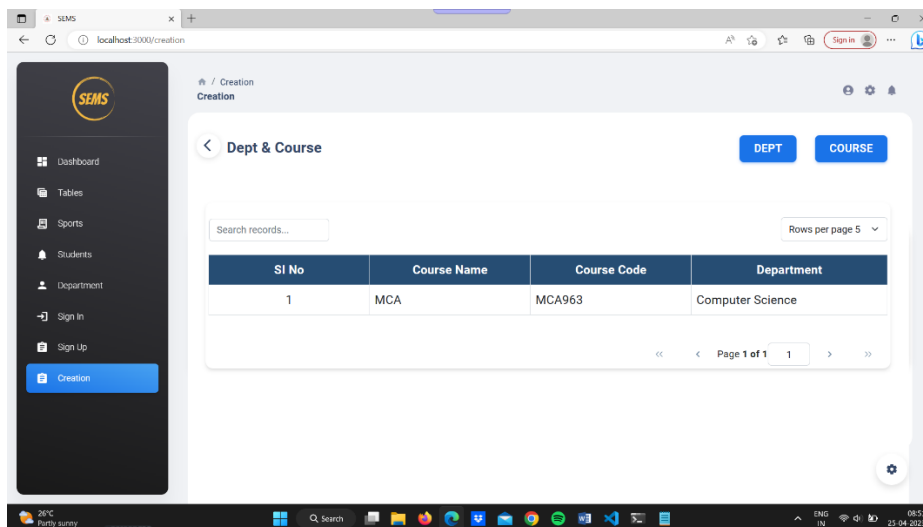 SEMS
localhost:3000/creation
Sign in
SEMS
/ Creation
Creation
Dashboard
Tables
Sports
Students
Department
Sign In
Sign Up
Creation
Dept & Course
DEPT
COURSE
Search records...
Rows per page 5
SI No Course Name Course Code Department
1 MCA MCA963 Computer Science
<< < Page 1 of 1 1 > >>
26°C
Partly sunny
Search
ENG
IN